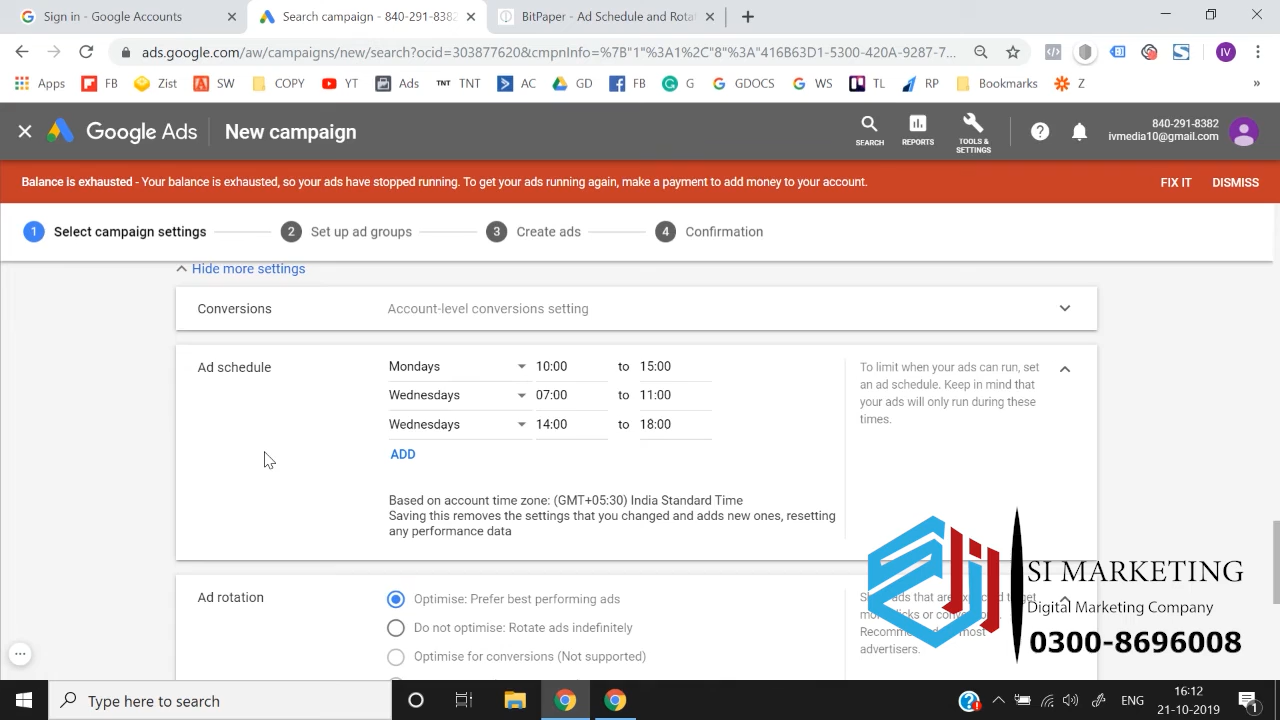 Sign in - Google Accounts
Search campaign - 840-291-8382
BitPaper - Ad Schedule and Rota
ads.google.com/aw/campaigns/new/search?ocid=303877620&cmpnInfo=%7B"1"%3A1%2C"8"%3A"416B63D1-5300-420A-9287-7...
IV
Apps FB Zist SW COPY YT Ads TNT TNT AC GD FB G GDOCS WS TL RP Bookmarks Z »
Google Ads New campaign
SEARCH REPORTS TOOLS & SETTINGS
840-291-8382
ivmedia10@gmail.com
Balance is exhausted - Your balance is exhausted, so your ads have stopped running. To get your ads running again, make a payment to add money to your account. FIX IT DISMISS
1 Select campaign settings 2 Set up ad groups 3 Create ads 4 Confirmation
Hide more settings
Conversions Account-level conversions setting
Ad schedule
Mondays 10:00 to 15:00
Wednesdays 07:00 to 11:00
Wednesdays 14:00 to 18:00
ADD
Based on account time zone: (GMT+05:30) India Standard Time
Saving this removes the settings that you changed and adds new ones, resetting
any performance data
To limit when your ads can run, set
an ad schedule. Keep in mind that
your ads will only run during these
times.
Ad rotation
Optimise: Prefer best performing ads
Do not optimise: Rotate ads indefinitely
Optimise for conversions (Not supported)
ads that are
advertisers.
SI MARKETING
Digital Marketing Company
0300-8696008
Type here to search
ENG
16:12
21-10-2019
1